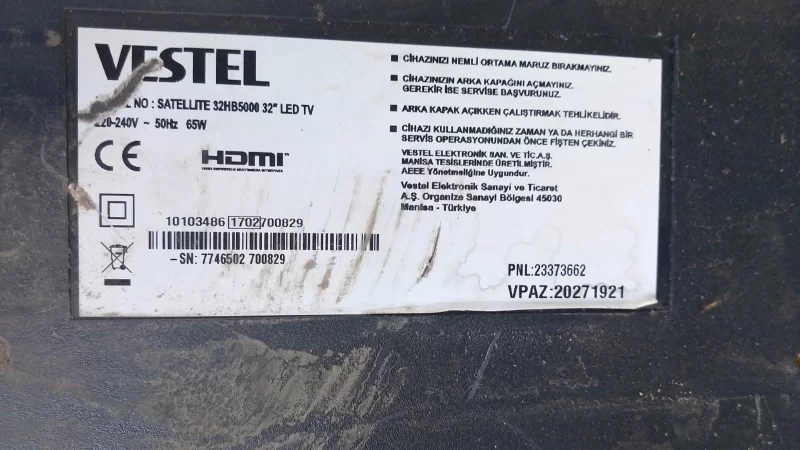 VESTEL
NO : SATELLITE 32HB5000 32" LED TV
220-240V ~ 50Hz 65W
CE HDMI
HIGH-DEFINITION MULTIMEDIA INTERFACE
10103486 1702 700829
-SN: 7746502 700829
CİHAZINIZI NEMLİ ORTAMA MARUZ BIRAKMAYINIZ.
CİHAZINIZIN ARKA KAPAĞINI AÇMAYINIZ.
GEREKİR İSE SERVİSE BAŞVURUNUZ.
ARKA KAPAK AÇIKKEN ÇALIŞTIRMAK TEHLİKELİDİR.
CİHAZI KULLANMADIĞINIZ ZAMAN YA DA HERHANGİ BİR
SERVİS OPERASYONUNDAN ÖNCE FİŞTEN ÇEKİNİZ.
VESTEL ELEKTRONİK SAN. VE TİC.A.Ş.
MANİSA TESİSLERİNDE ÜRETİLMİŞTİR.
AEEE Yönetmeliğine Uygundur.
Vestel Elektronik Sanayi ve Ticaret
A.Ş. Organize Sanayi Bölgesi 45030
Manisa - Türkiye
PNL:23373662
VPAZ:20271921